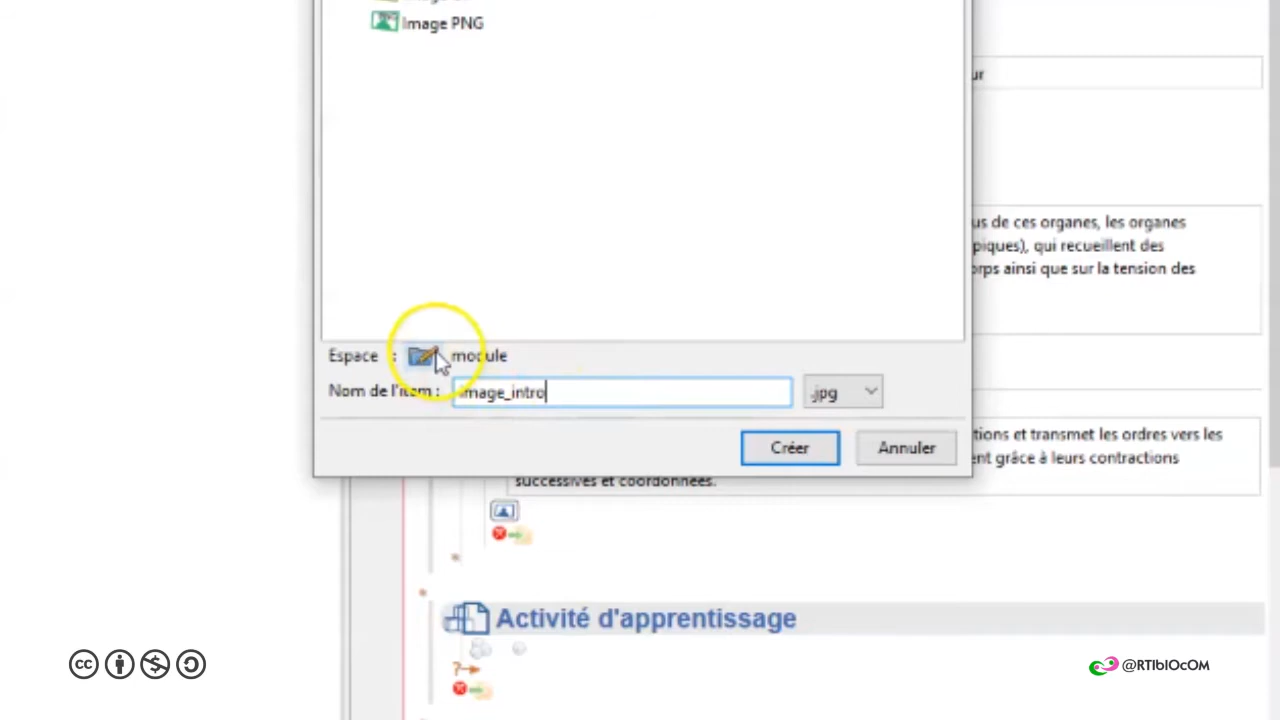 Image PNG
ur
us de ces organes, les organes
piques), qui recueillent des
orps ainsi que sur la tension des
Espace : module
Nom de l'item : image_intro .jpg
Créer Annuler
tions et transmet les ordres vers les
ent grâce à leurs contractions
successives et coordonnées.
Activité d'apprentissage
cc
@RTIbIOcOM